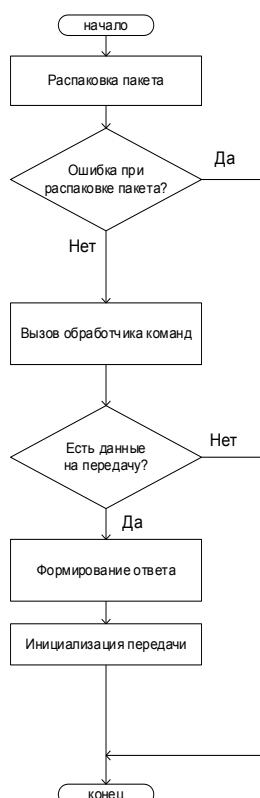 начало
Распаковка пакета
Ошибка при
распаковке пакета?
Да
Нет
Вызов обработчика команд
Есть данные
на передачу?
Нет
Да
Формирование ответа
Инициализация передачи
конец